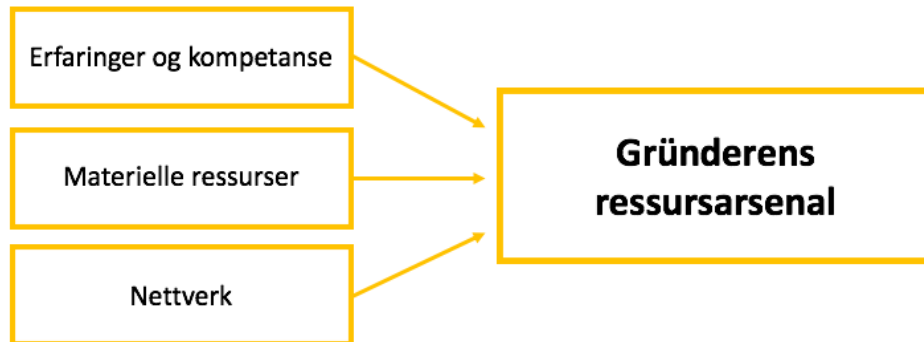 Erfaringer og kompetanse
Materielle ressurser
Nettverk
Gründerens
ressursarsenal